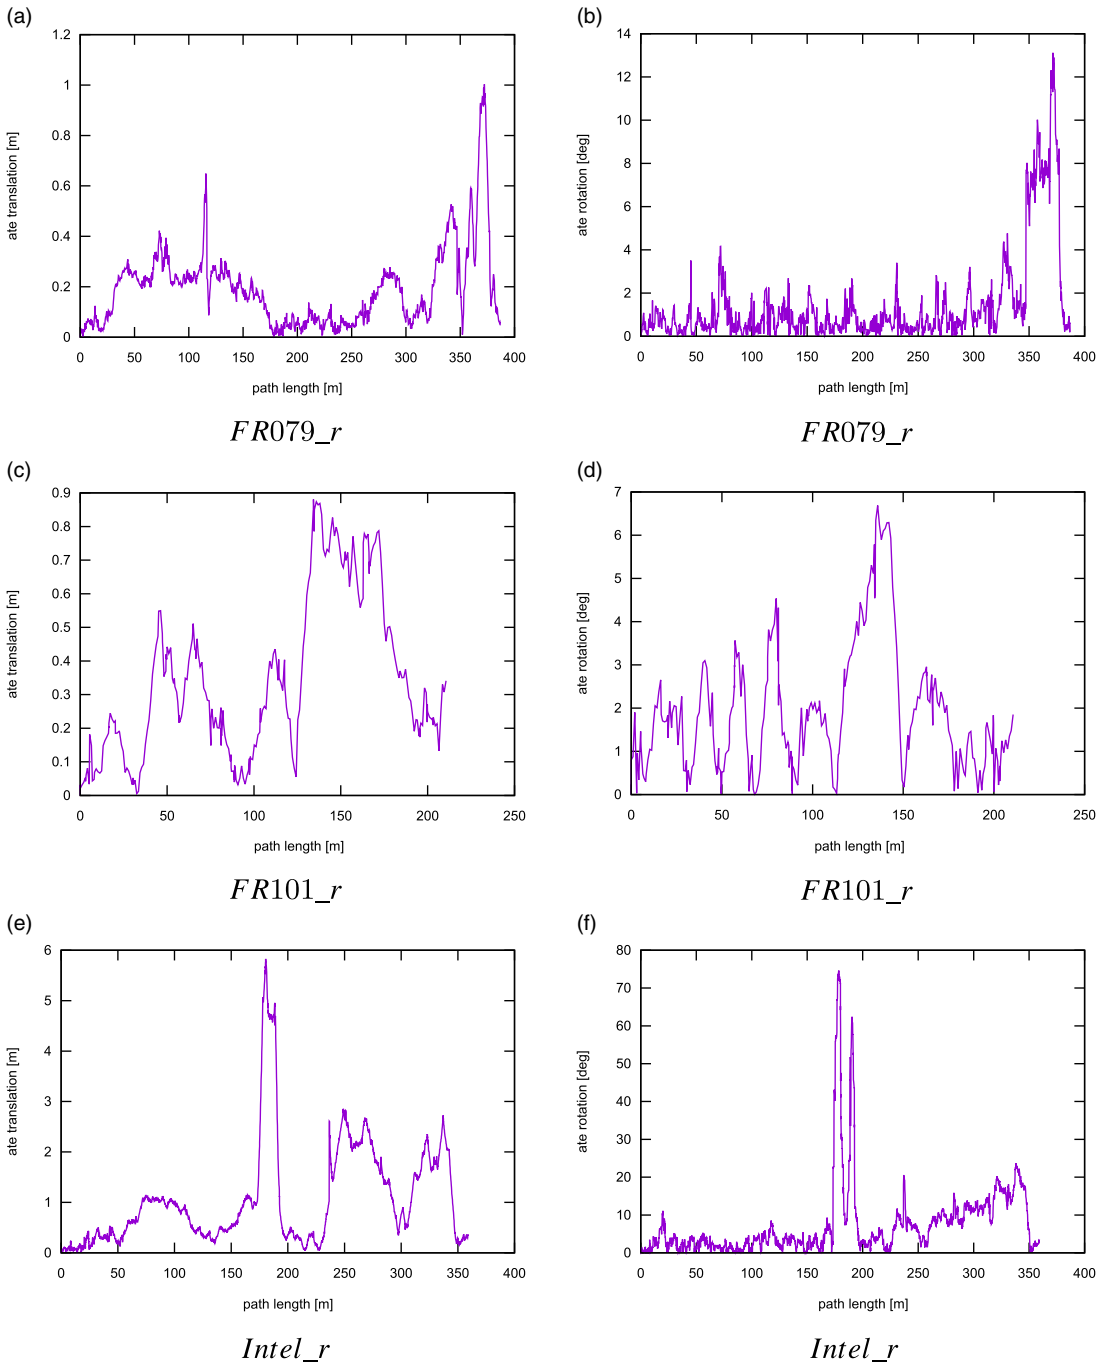 (a)
(b)
1.2
1
0.8
0.6
0.4
0.2
0
ate translation [m]
0 50 100 150 200 250 300 350 400
path length [m]
FR079_r
14
12
10
8
6
4
2
0
ate rotation [deg]
0 50 100 150 200 250 300 350 400
path length [m]
FR079_r
(c)
(d)
0.9
0.8
0.7
0.6
0.5
0.4
0.3
0.2
0.1
0
ate translation [m]
0 50 100 150 200 250
path length [m]
FR101_r
7
6
5
4
3
2
1
0
ate rotation [deg]
0 50 100 150 200 250
path length [m]
FR101_r
(e)
(f)
6
5
4
3
2
1
0
ate translation [m]
0 50 100 150 200 250 300 350 400
path length [m]
Intel_r
80
70
60
50
40
30
20
10
0
ate rotation [deg]
0 50 100 150 200 250 300 350 400
path length [m]
Intel_r